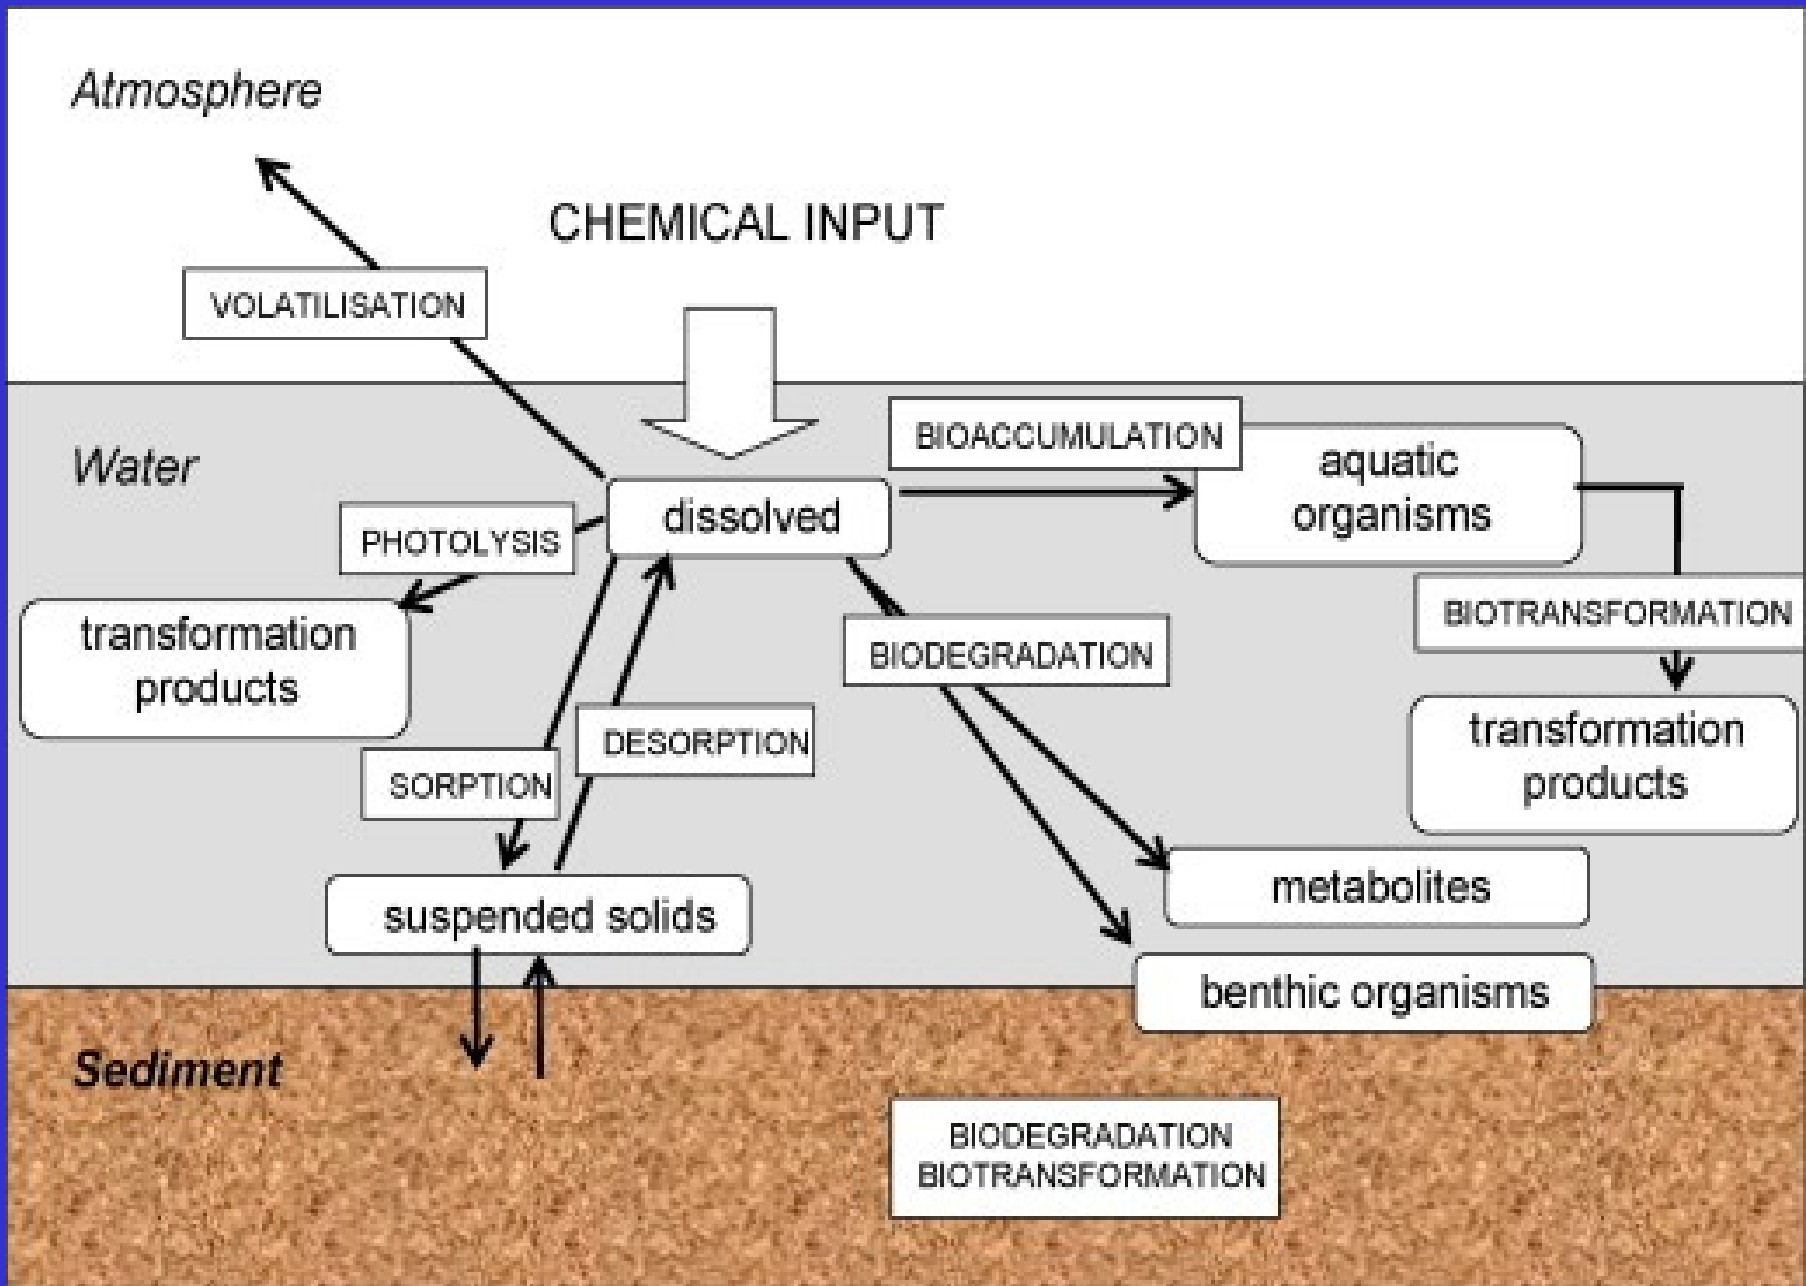 Atmosphere
CHEMICAL INPUT
VOLATILISATION
Water
BIOACCUMULATION
aquatic
organisms
dissolved
PHOTOLYSIS
transformation
products
BIOTRANSFORMATION
BIODEGRADATION
DESORPTION
SORPTION
transformation
products
metabolites
suspended solids
benthic organisms
Sediment
BIODEGRADATION
BIOTRANSFORMATION